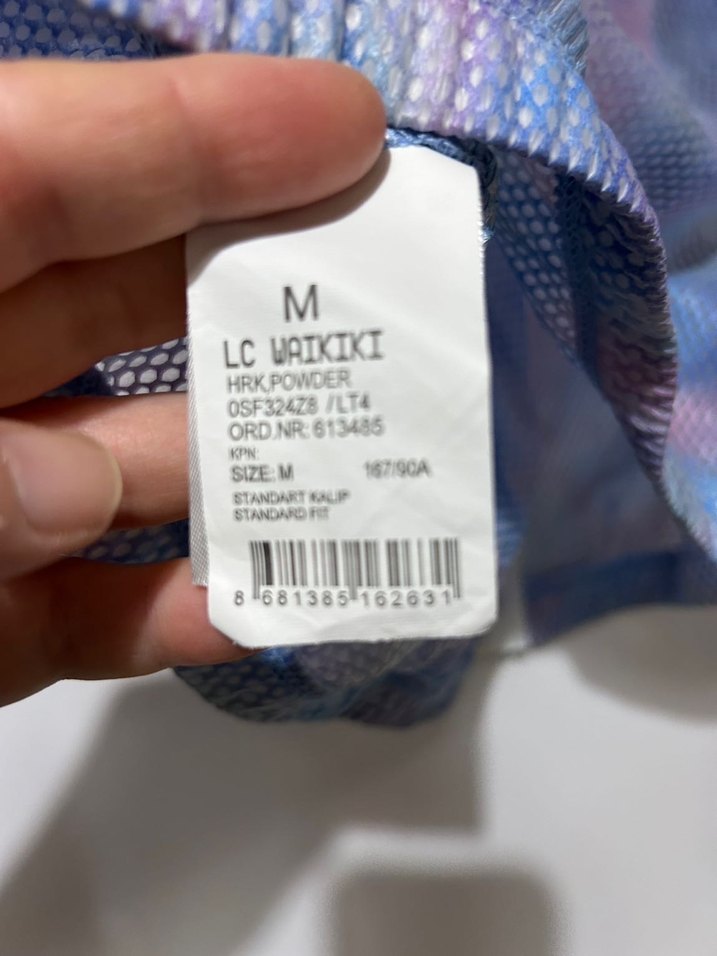 M
LC WAIKIKI
HRK,POWDER
0SF324Z8 /LT4
ORD.NR: 613485
KPN:
SIZE: M 167/90A
STANDART KALIP
STANDARD FIT
8 681385 162631